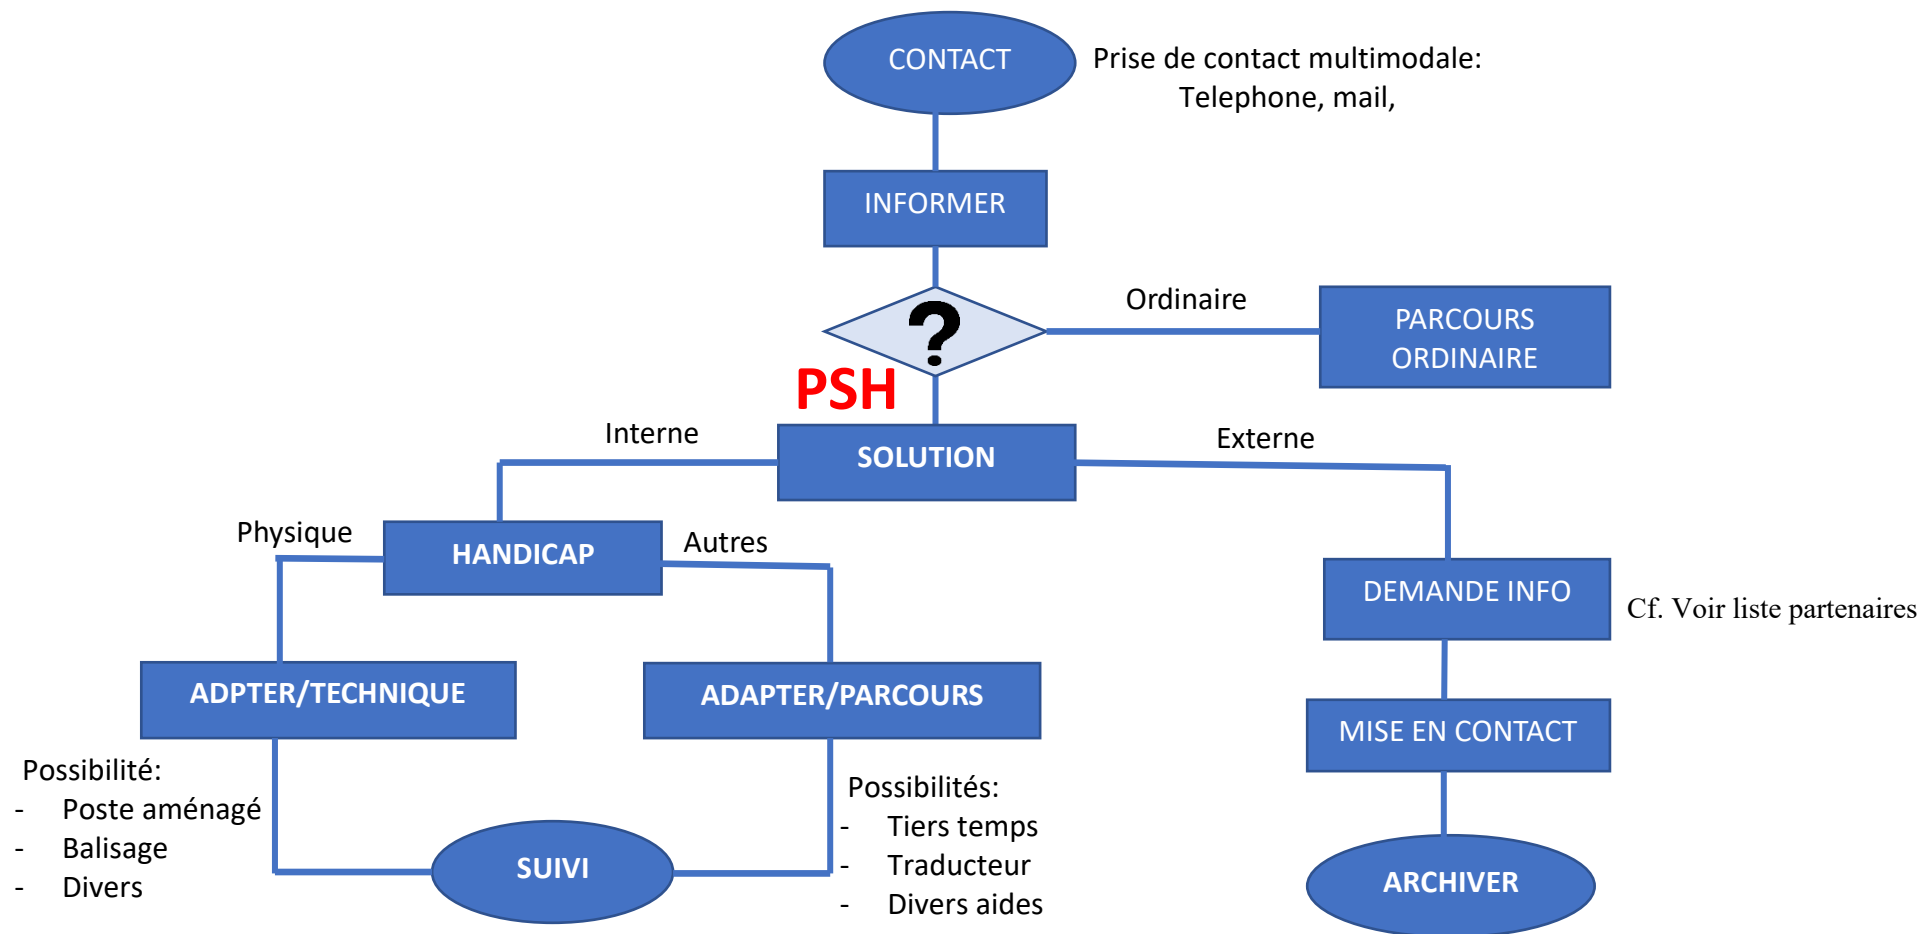 CONTACT
Prise de contact multimodale:
Telephone, mail,
INFORMER
?
Ordinaire
PARCOURS
ORDINAIRE
PSH
Interne
SOLUTION
Externe
Physique
HANDICAP
Autres
DEMANDE INFO
Cf. Voir liste partenaires
ADPTER/TECHNIQUE
ADAPTER/PARCOURS
MISE EN CONTACT
Possibilité:
- Poste aménagé
- Balisage
- Divers
SUIVI
Possibilités:
- Tiers temps
- Traducteur
- Divers aides
ARCHIVER